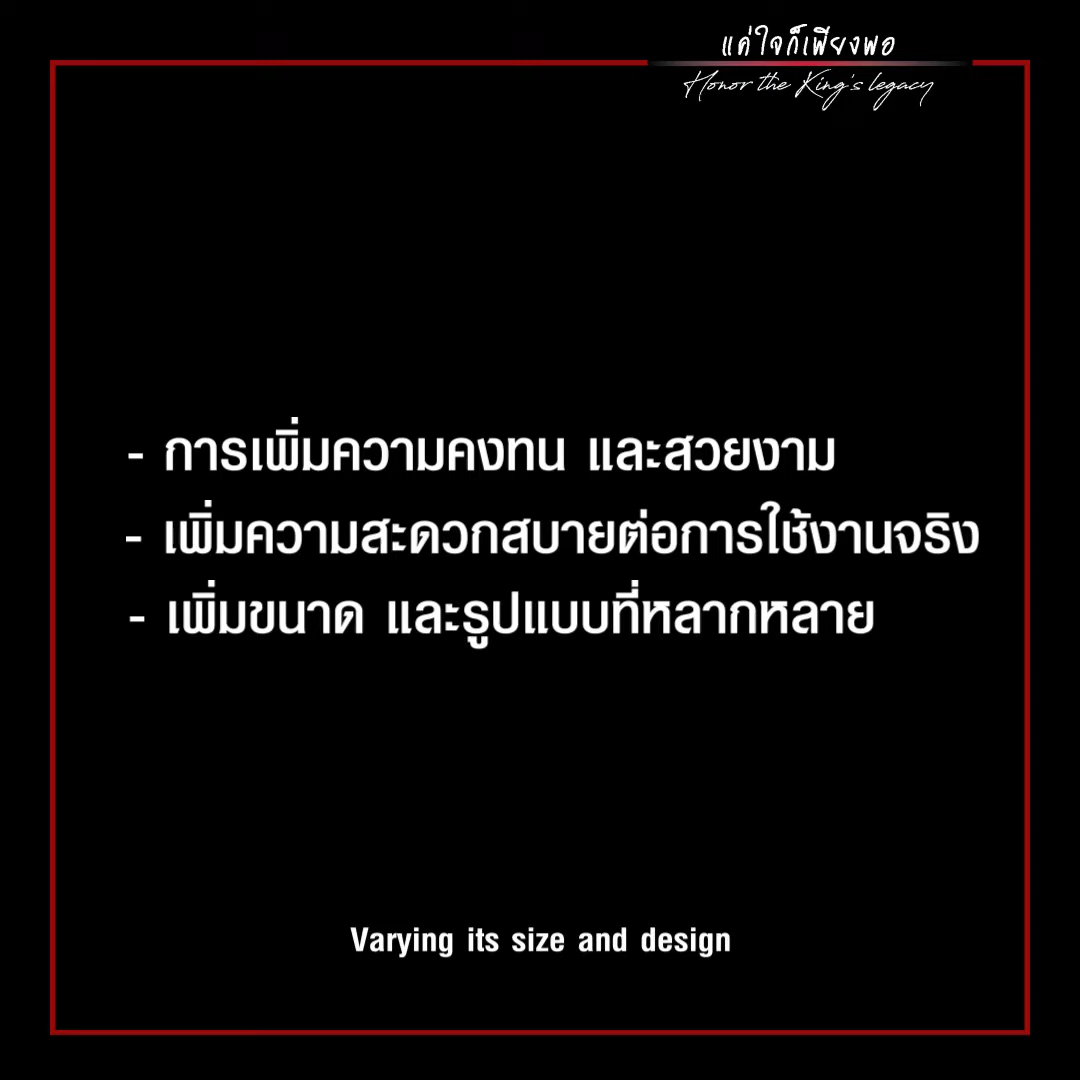 แค่ใจก็เพียงพอ
Honor the King's legacy
- การเพิ่มความคงทน และสวยงาม
- เพิ่มความสะดวกสบายต่อการใช้งานจริง
- เพิ่มขนาด และรูปแบบที่หลากหลาย
Varying its size and design